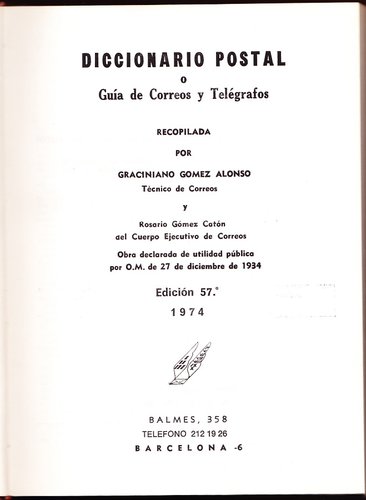 DICCIONARIO POSTAL
o
Guía de Correos y Telégrafos
RECOPILADA
POR
GRACINIANO GOMEZ ALONSO
Técnico de Correos
y
Rosario Gómez Catón
del Cuerpo Ejecutivo de Correos
Obra declarada de utilidad pública
por O.M. de 27 de diciembre de 1934
Edición 57.ª
1974
BALMES, 358
TELEFONO 212 19 26
BARCELONA -6